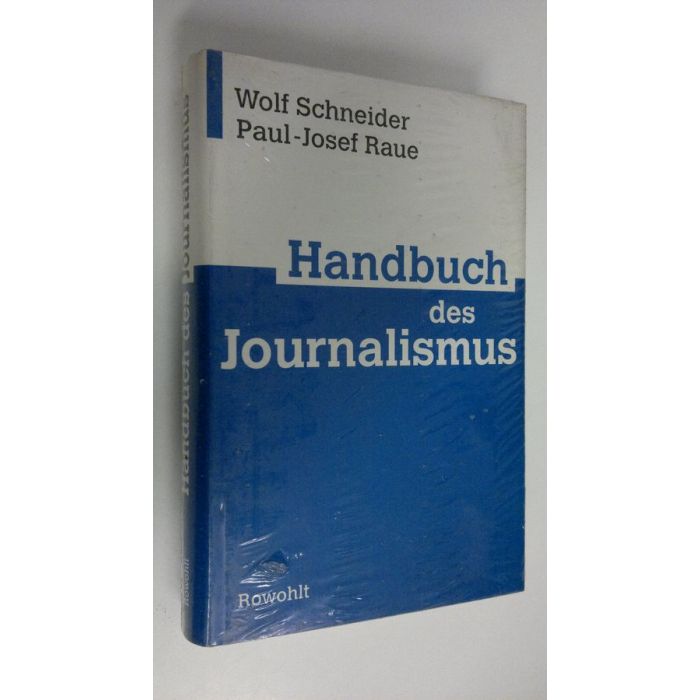 Wolf Schneider
Paul-Josef Raue
Handbuch
des
Journalismus
Rowohlt
Handbuch des Journalismus
Rowohlt